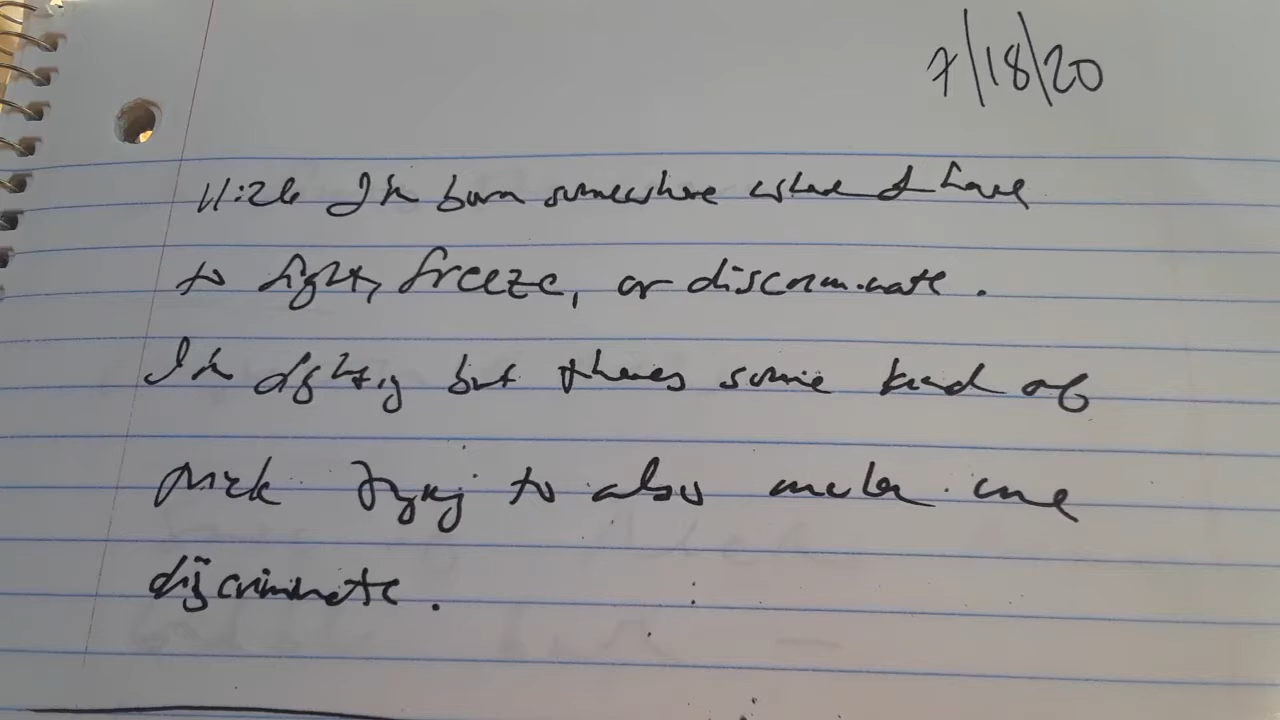 7/18/20
11:26 I'm born somewhere where I have
to fight, freeze, or discriminate.
I'm fighting but theres some kind of
trying to also make me
discriminate.